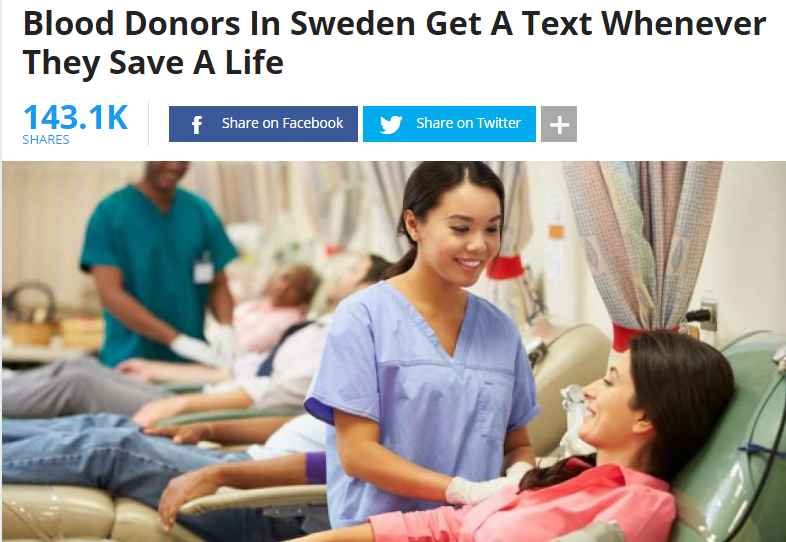 Blood Donors In Sweden Get A Text Whenever
They Save A Life
143.1K
SHARES
Share on Facebook
Share on Twitter